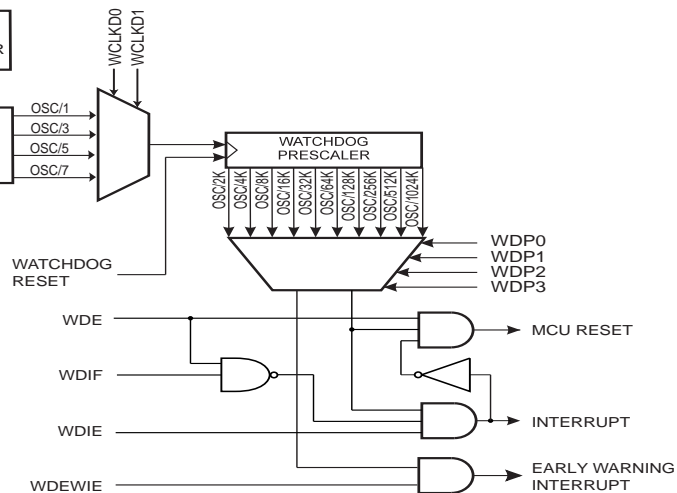 WCLKD0
WCLKD1
OSC/1
OSC/3
OSC/5
OSC/7
WATCHDOG
PRESCALER
OSC/2K
OSC/4K
OSC/8K
OSC/16K
OSC/32K
OSC/64K
OSC/128K
OSC/256K
OSC/512K
OSC/1024K
WDP0
WDP1
WDP2
WDP3
WATCHDOG
RESET
WDE
MCU RESET
WDIF
INTERRUPT
WDIE
EARLY WARNING
INTERRUPT
WDEWIE